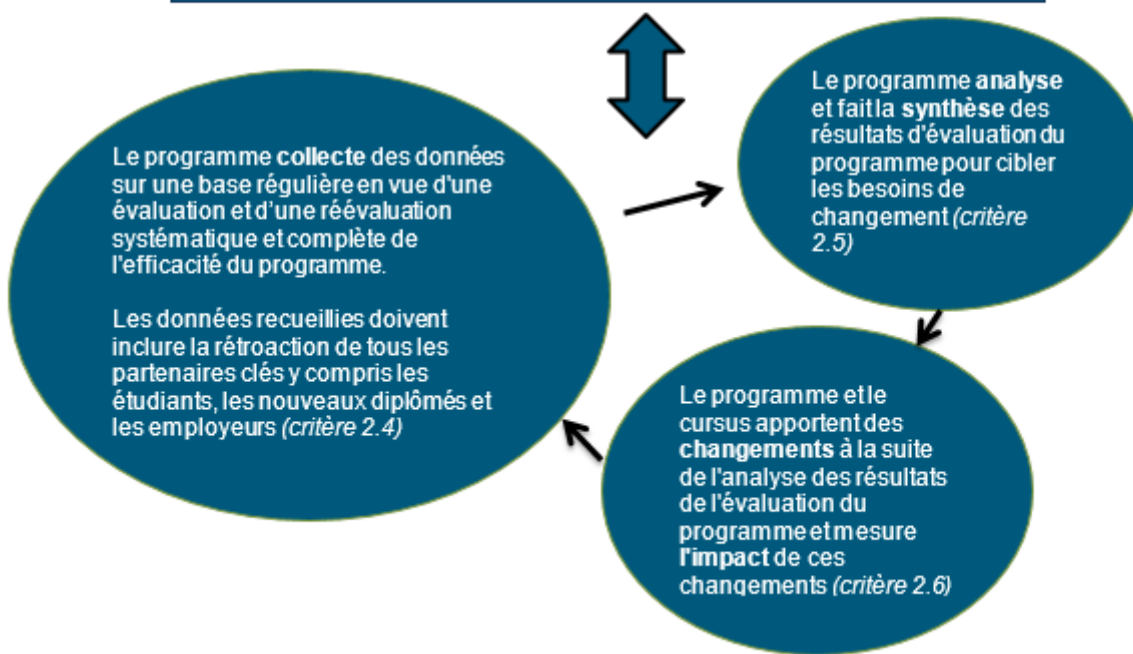 Le programme collecte des données
sur une base régulière en vue d'une
évaluation et d’une réévaluation
systématique et complète de
l'efficacité du programme.
Les données recueillies doivent
inclure la rétroaction de tous les
partenaires clés y compris les
étudiants, les nouveaux diplômés et
les employeurs (critère 2.4)
Le programme analyse
et fait la synthèse des
résultats d'évaluation du
programme pour cibler
les besoins de
changement (critère
2.5)
Le programme et le
cursus apportent des
changements à la suite
de l'analyse des résultats
de l'évaluation du
programme et mesure
l'impact de ces
changements (critère 2.6)